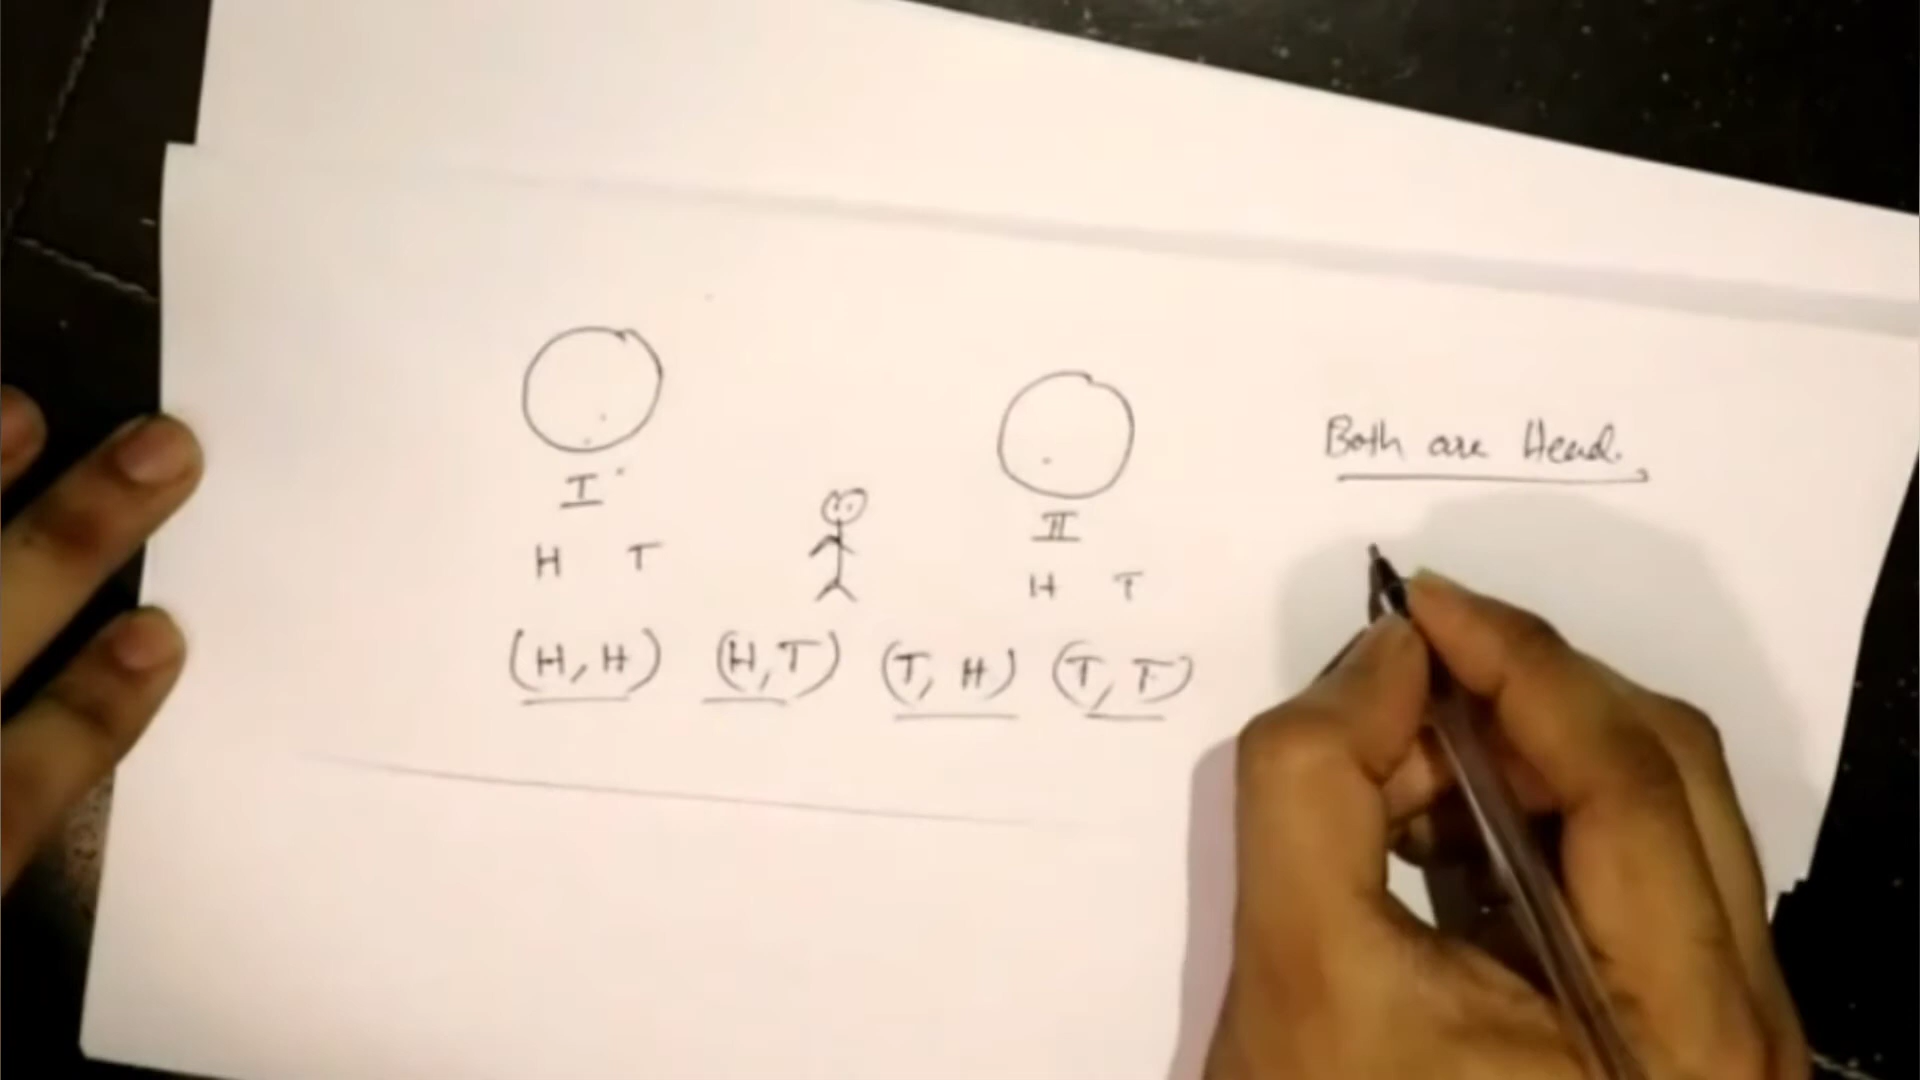 I
II
Both are Head.
H T
H T
(H, H) (H, T) (T, H) (T, T)